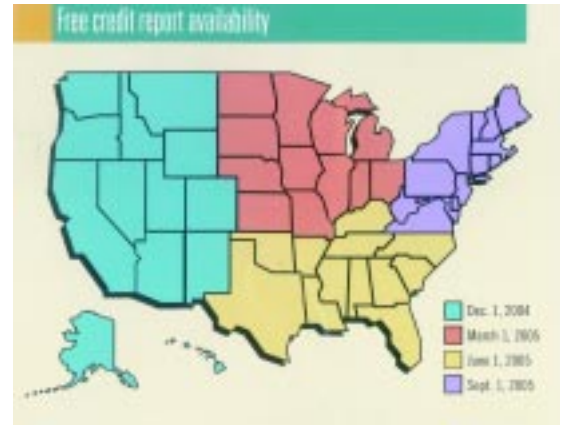 Free credit report availability
Dec. 1, 2004
March 1, 2005
June 1, 2005
Sept. 1, 2005